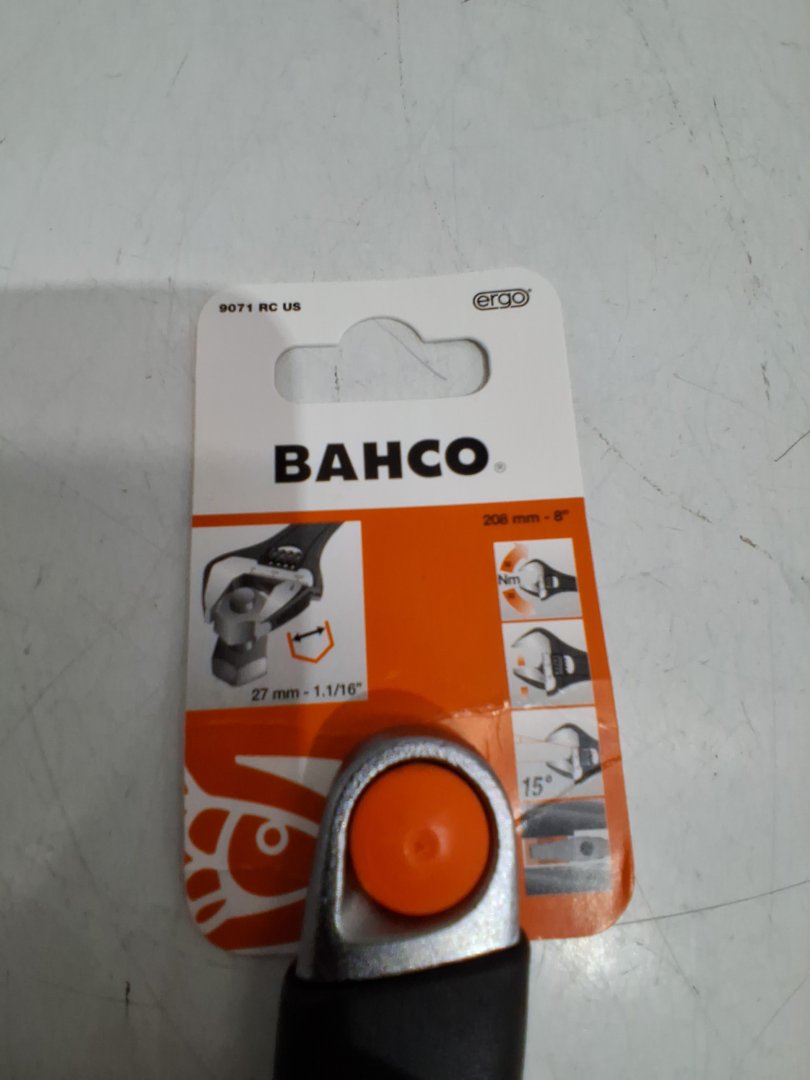 9071 RC US
ergo®
BAHCO®
208 mm - 8"
Nm
27 mm - 1.1/16"
15°